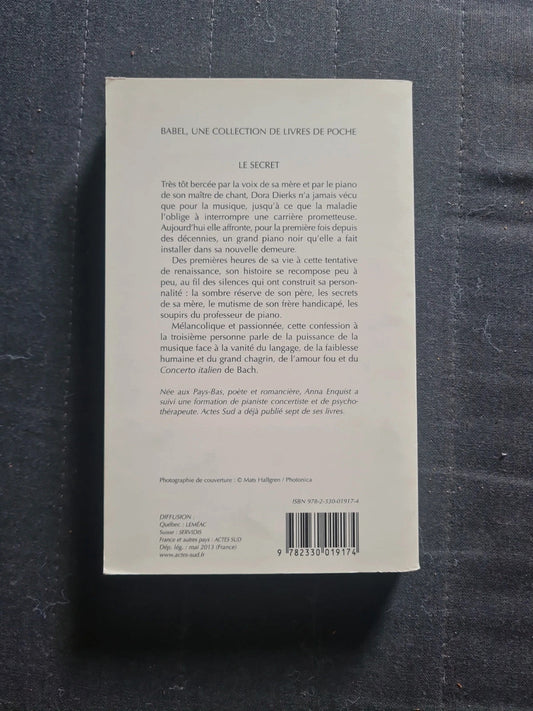 BABEL, UNE COLLECTION DE LIVRES DE POCHE
LE SECRET
Très tôt bercée par la voix de sa mère et par le piano
de son maître de chant, Dora Dierks n'a jamais vécu
que pour la musique, jusqu'à ce que la maladie
l'oblige à interrompre une carrière prometteuse.
Aujourd'hui elle affronte, pour la première fois depuis
des décennies, un grand piano noir qu'elle a fait
installer dans sa nouvelle demeure.
Des premières heures de sa vie à cette tentative
de renaissance, son histoire se recompose peu à
peu, au fil des silences qui ont construit sa person-
nalité : la sombre réserve de son père, les secrets
de sa mère, le mutisme de son frère handicapé, les
soupirs du professeur de piano.
Mélancolique et passionnée, cette confession à
la troisième personne parle de la puissance de la
musique face à la vanité du langage, de la faiblesse
humaine et du grand chagrin, de l'amour fou et du
Concerto italien de Bach.
Née aux Pays-Bas, poète et romancière, Anna Enquist a
suivi une formation de pianiste concertiste et de psycho-
thérapeute. Actes Sud a déjà publié sept de ses livres.
Photographie de couverture : © Mats Hallgren / Photonica
ISBN 978-2-330-01917-4
DIFFUSION :
Québec : LEMÉAC
Suisse : SERVIDIS
France et autres pays : ACTES SUD
Dép. lég. : mai 2013 (France)
www.actes-sud.fr
9 782330 019174